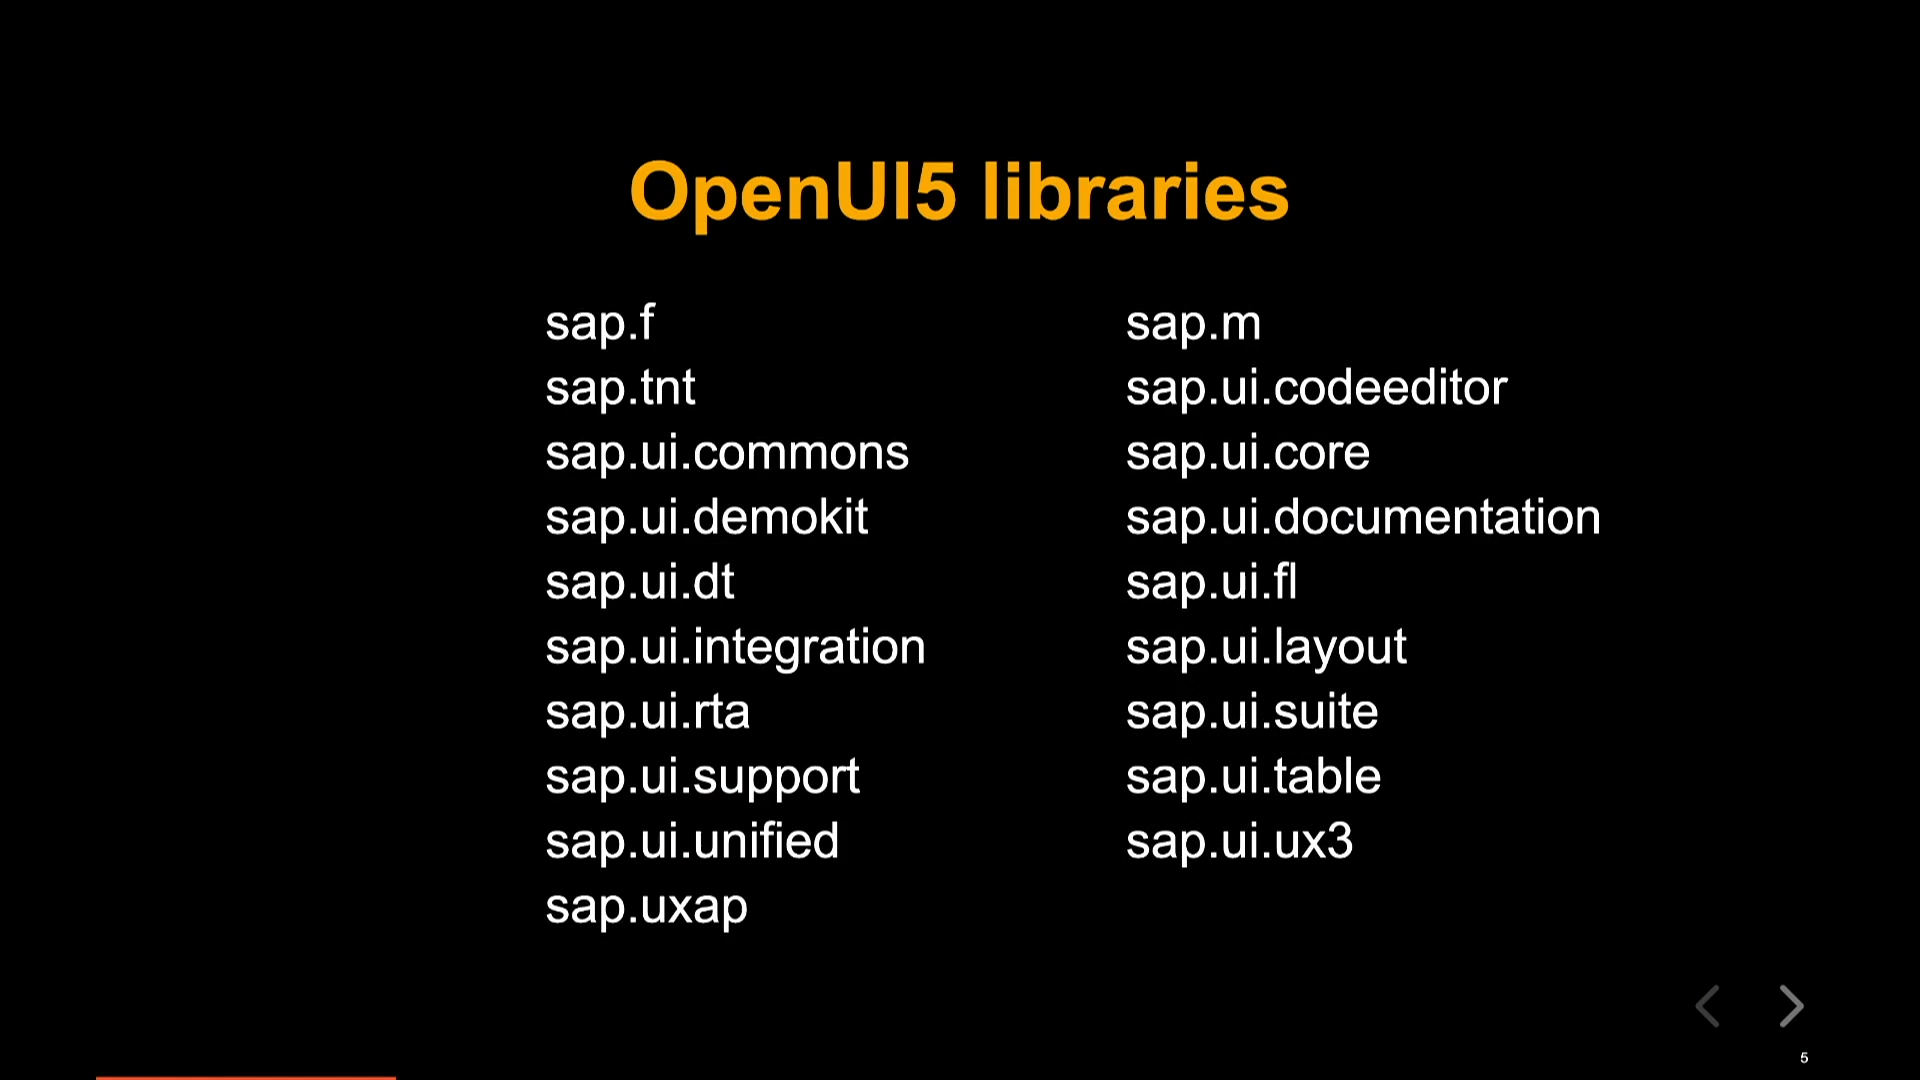 OpenUI5 libraries
sap.f
sap.tnt
sap.ui.commons
sap.ui.demokit
sap.ui.dt
sap.ui.integration
sap.ui.rta
sap.ui.support
sap.ui.unified
sap.uxap
sap.m
sap.ui.codeeditor
sap.ui.core
sap.ui.documentation
sap.ui.fl
sap.ui.layout
sap.ui.suite
sap.ui.table
sap.ui.ux3
5